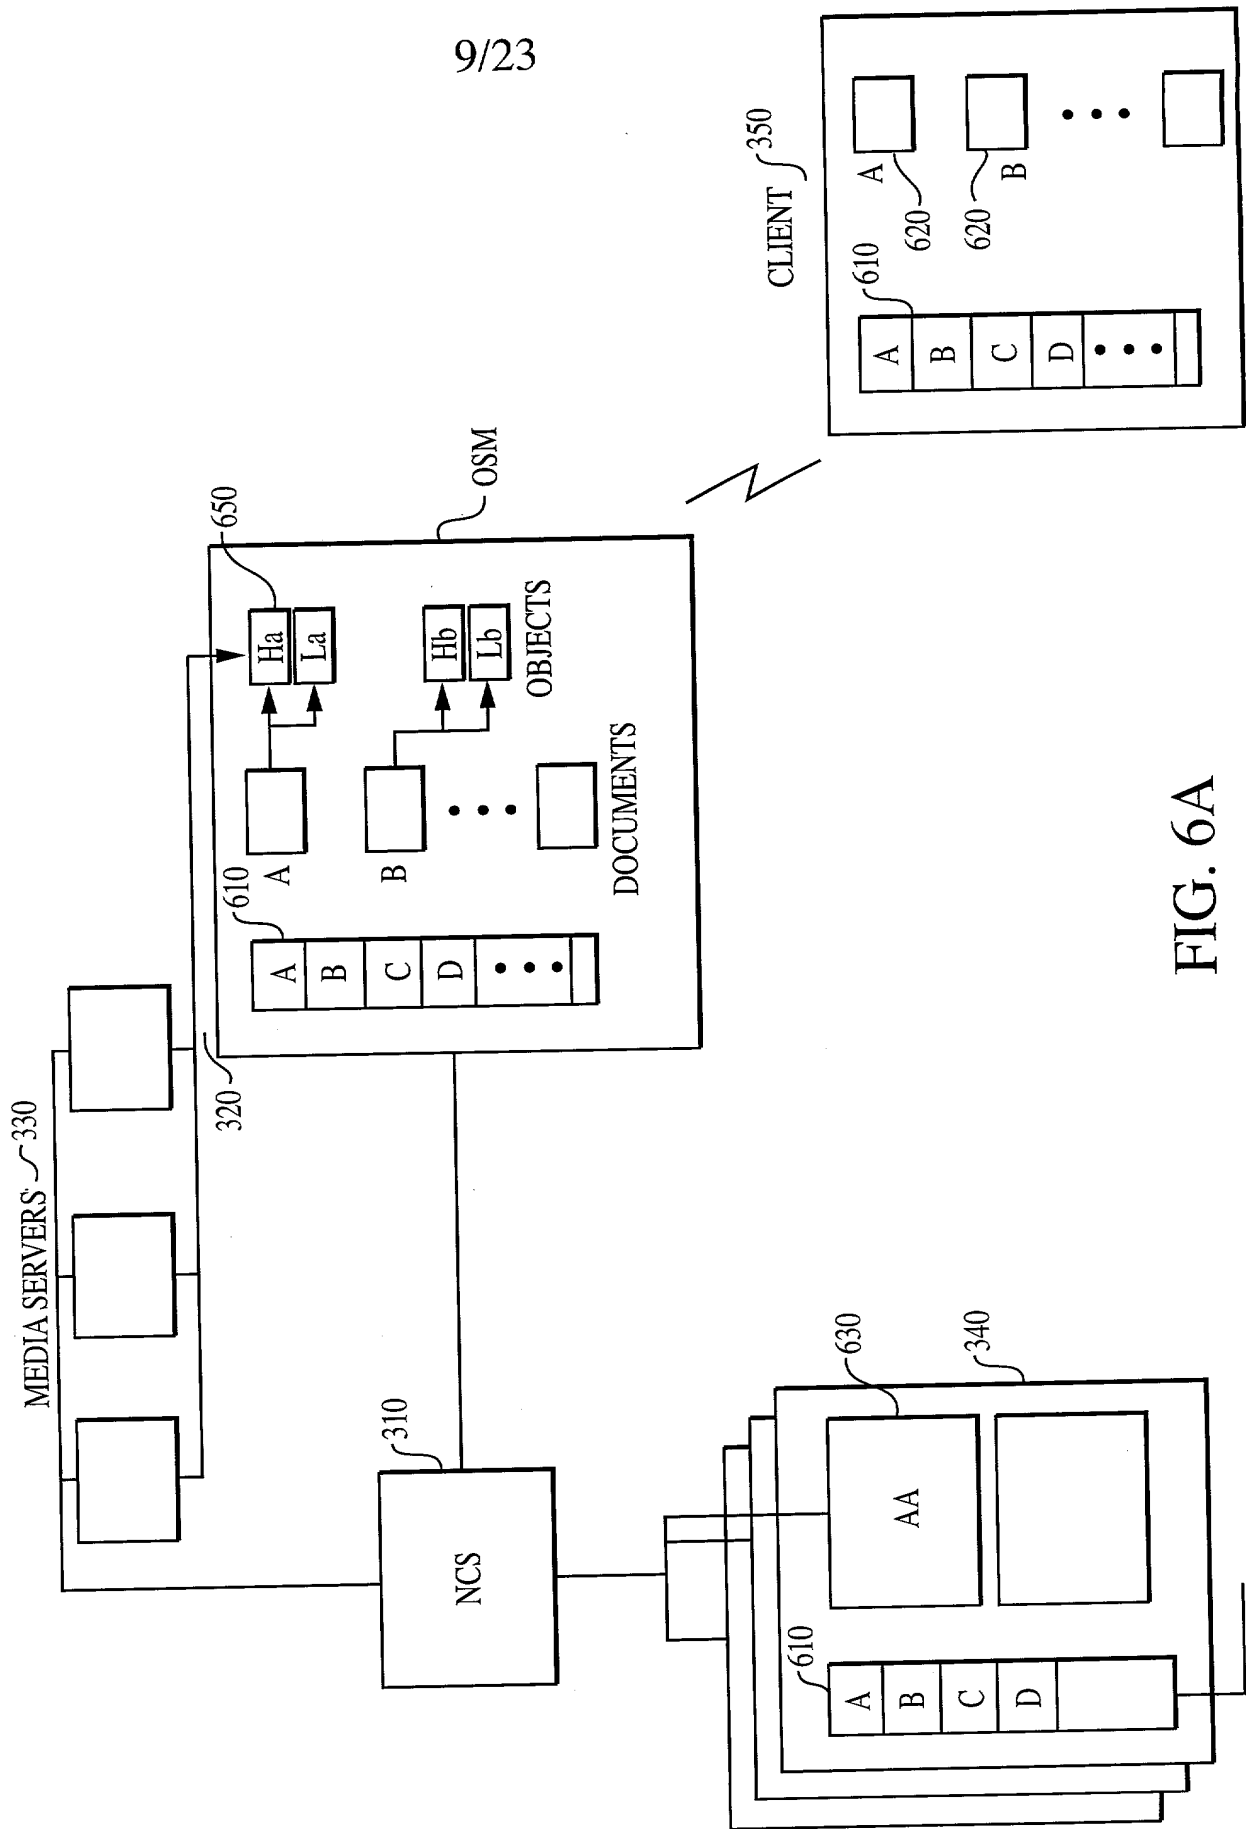 9/23
MEDIA SERVERS 330
320
310
NCS
OSM
650
610
A
B
C
D
A
B
Ha
La
Hb
Lb
DOCUMENTS
OBJECTS
CLIENT 350
610
A
B
C
D
A
620
620
B
610
A
B
C
D
AA
630
340
FIG. 6A